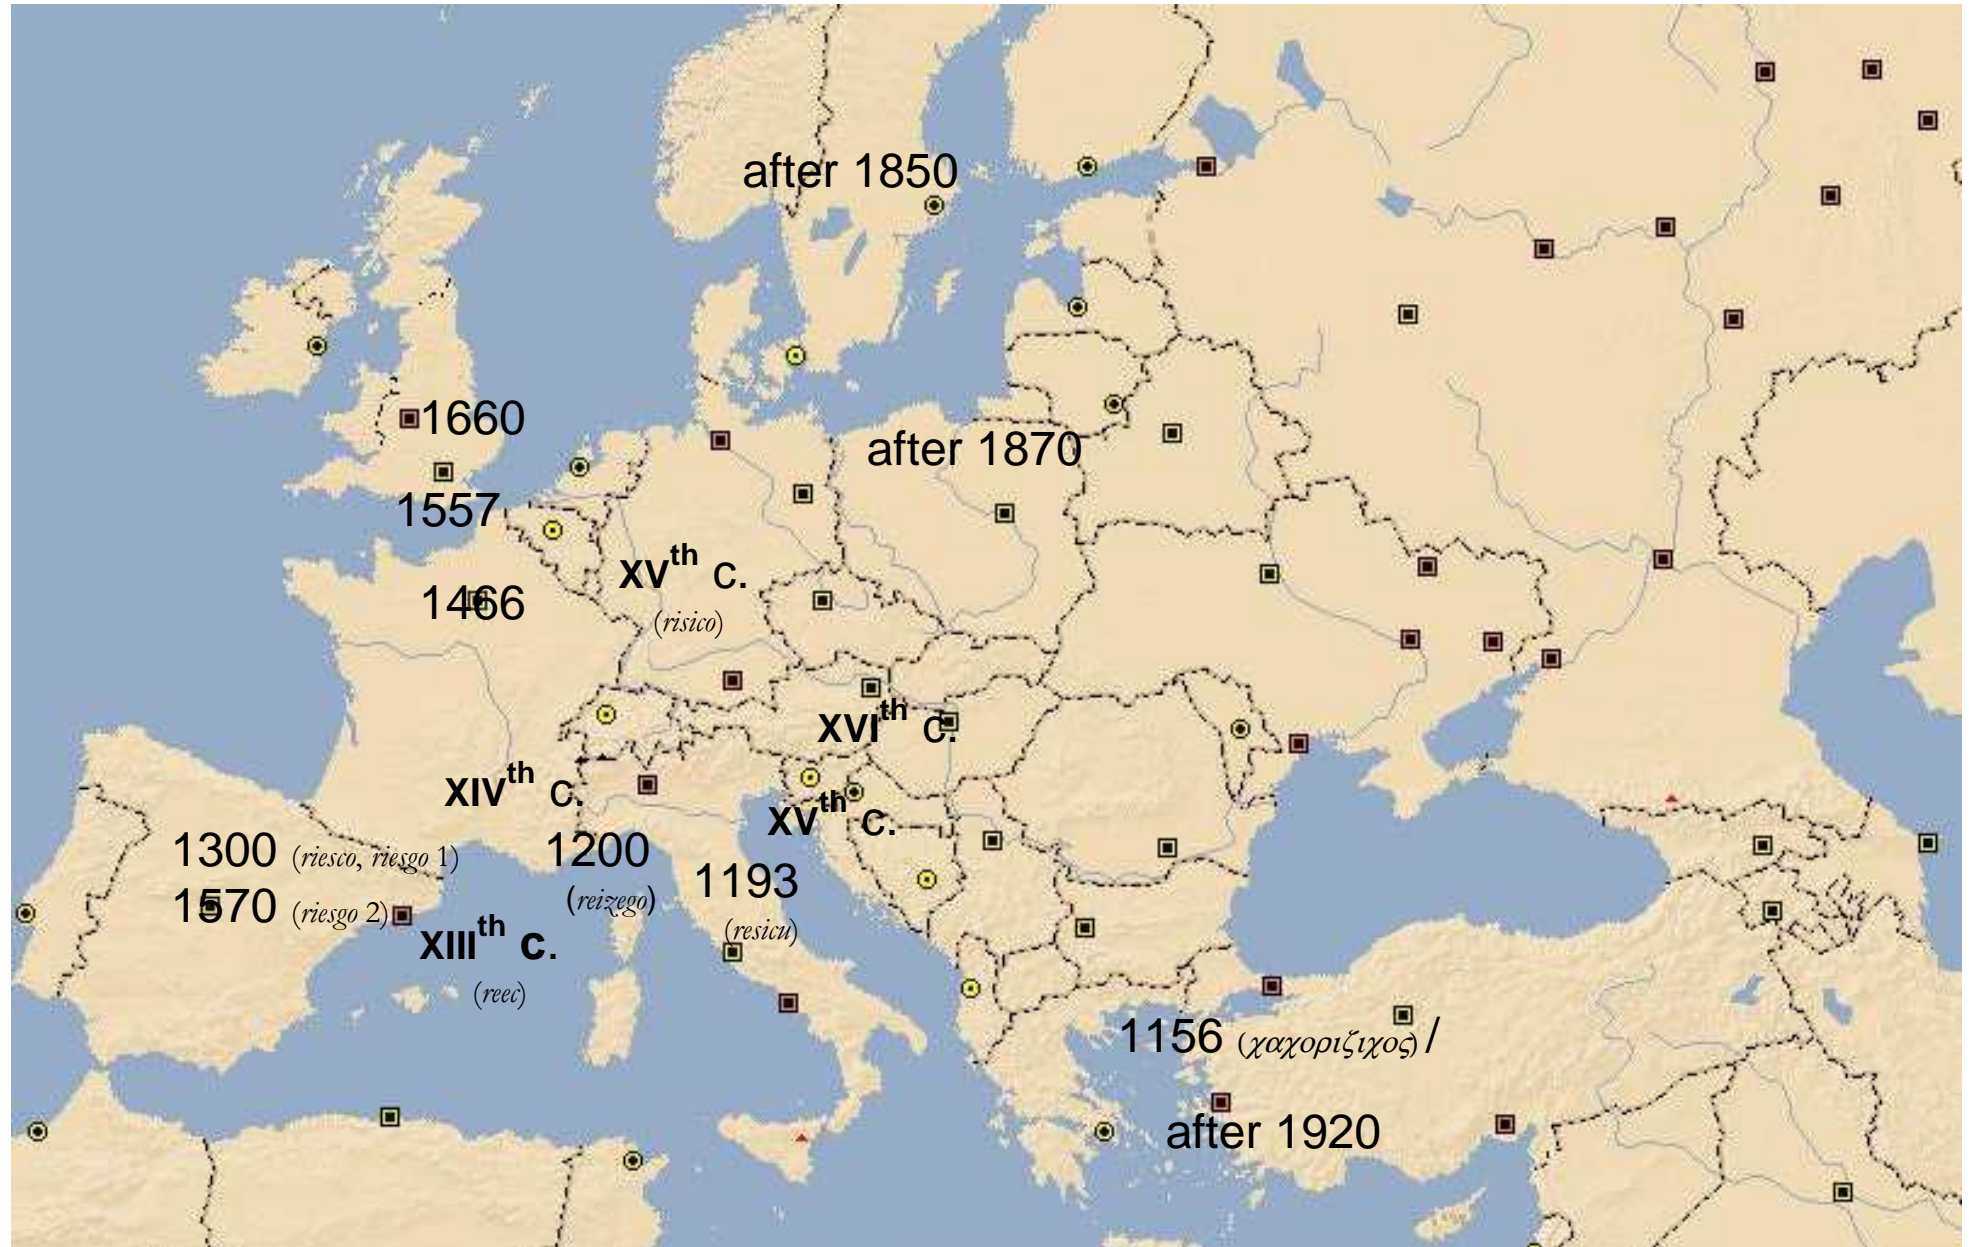 after 1850
1660
after 1870
1557
XVth c.
(risico)
1466
XVIth c.
XIVth c.
XVth c.
1300 (riesco, riesgo 1)
1200
(reizego)
1193
(resicu)
1570 (riesgo 2)
XIIIth c.
(reec)
1156 (χαχοριζιχος) /
after 1920